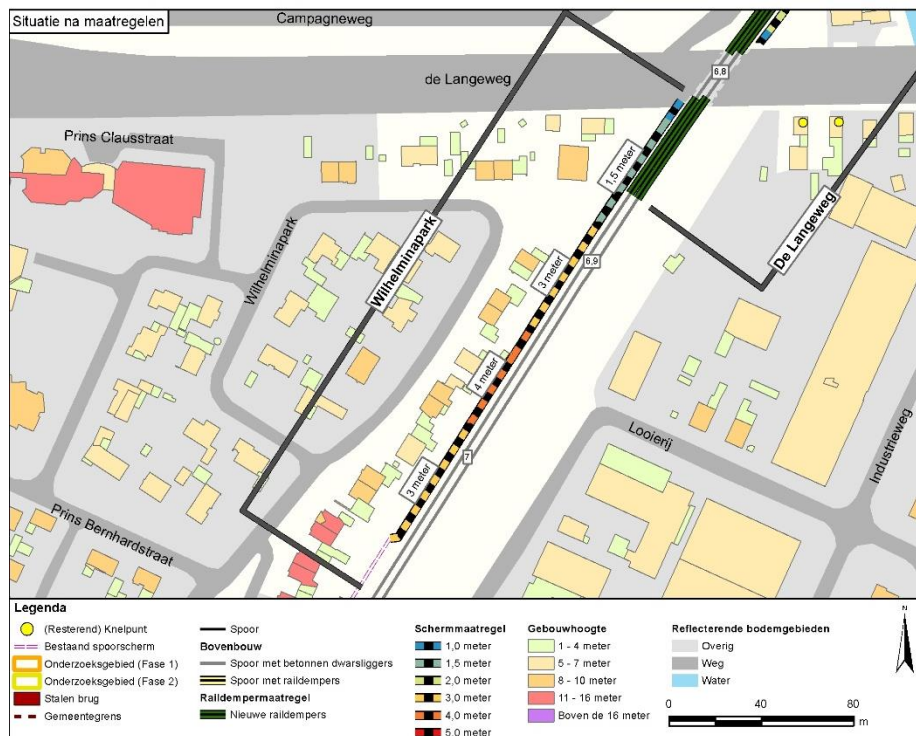 Situatie na maatregelen
Campagneweg
de Langeweg
6,8
Prins Clausstraat
1,5 meter
De Langeweg
Wilhelminapark
Wilhelminapark
6,9
3 meter
4 meter
Looierij
Industrieweg
7
3 meter
Prins Bernhardstraat
Legenda
(Resterend) Knelpunt
Bestaand spoorscherm
Onderzoeksgebied (Fase 1)
Onderzoeksgebied (Fase 2)
Stalen brug
Gemeentegrens
Spoor
Bovenbouw
Spoor met betonnen dwarsliggers
Spoor met raildempers
Raildempermaatregel
Nieuwe raildempers
Schermmaatregel
1,0 meter
1,5 meter
2,0 meter
3,0 meter
4,0 meter
5,0 meter
Gebouwhoogte
1 - 4 meter
5 - 7 meter
8 - 10 meter
11 - 16 meter
Boven de 16 meter
Reflecterende bodemgebieden
Overig
Weg
Water
N
0 40 80
m